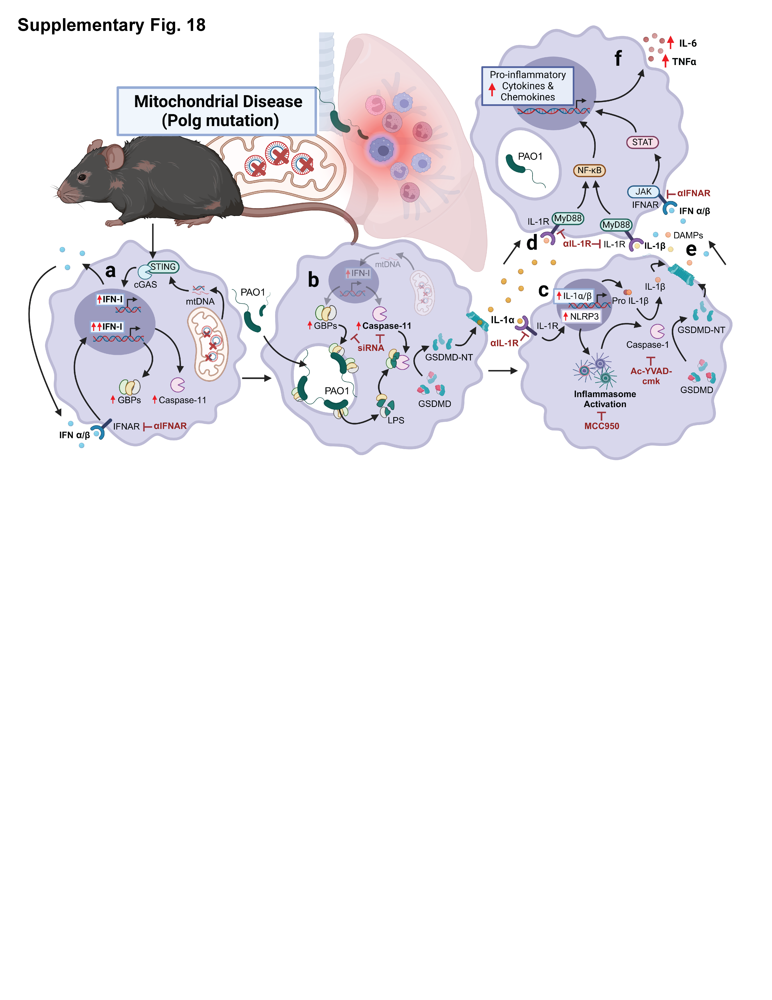 Supplementary Fig. 18
Mitochondrial Disease
(Polg mutation)
a
STING
cGAS
mtDNA
IFN-I
IFN-I
GBPs
Caspase-11
IFN α/β
IFNAR
αIFNAR
PAO1
b
mtDNA
IFN-I
GBPs
Caspase-11
siRNA
PAO1
LPS
GSDMD-NT
GSDMD
IL-1α
αIL-1R
IL-1R
c
IL-1α/β
NLRP3
Pro IL-1β
IL-1β
Caspase-1
Ac-YVAD-
cmk
Inflammasome
Activation
MCC950
GSDMD-NT
GSDMD
d
IL-1R
MyD88
αIL-1R
IL-1R
MyD88
IL-1β
e
DAMPs
f
Pro-inflammatory
Cytokines &
Chemokines
PAO1
NF-κB
STAT
JAK
IFNAR
αIFNAR
IFN α/β
IL-6
TNFα